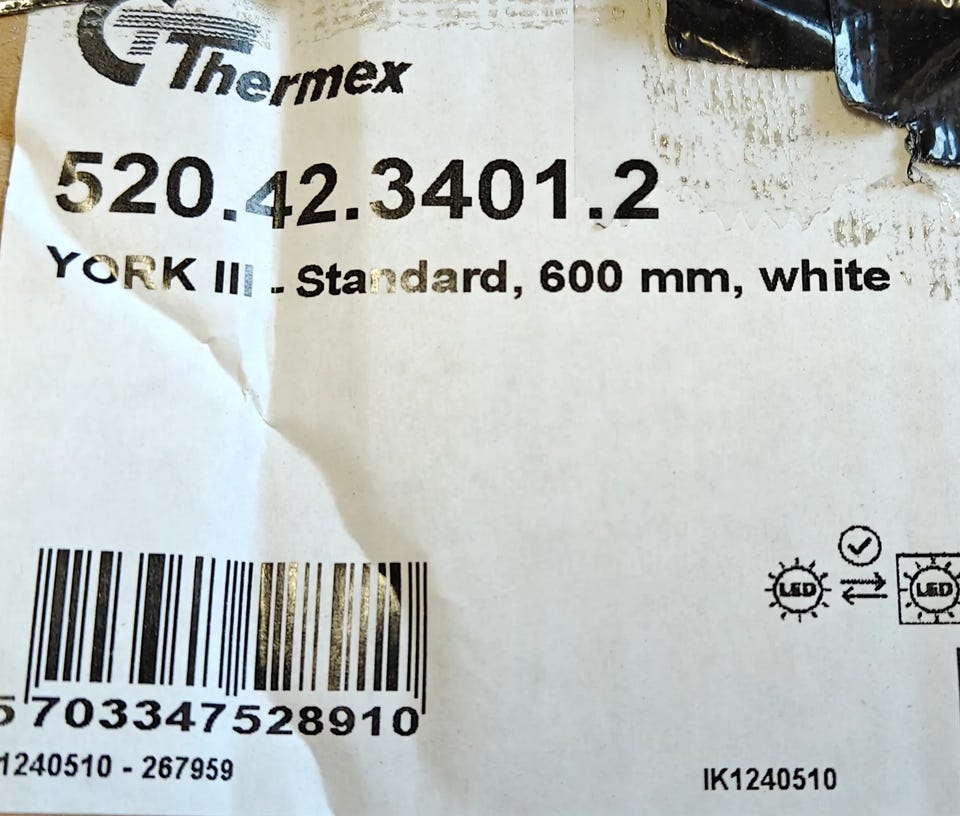 Thermex
520.42.3401.2
YORK III - Standard, 600 mm, white
LED LED
5703347528910
1240510 - 267959
IK1240510